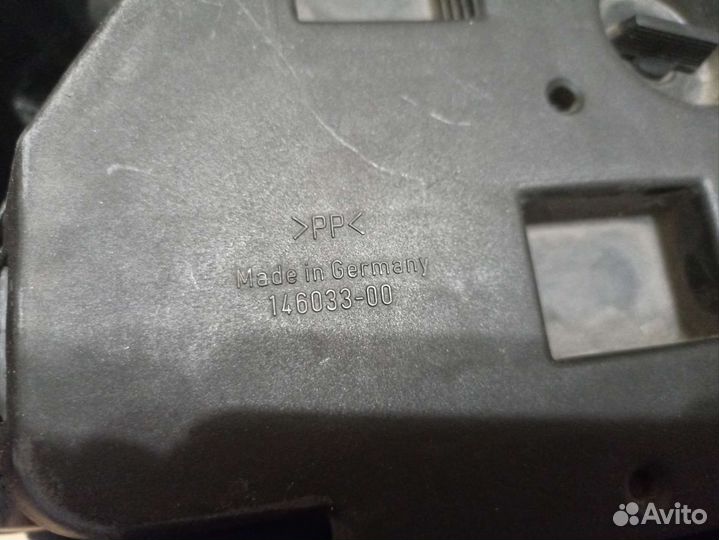 >PP<
Made in Germany
146033-00
Avito